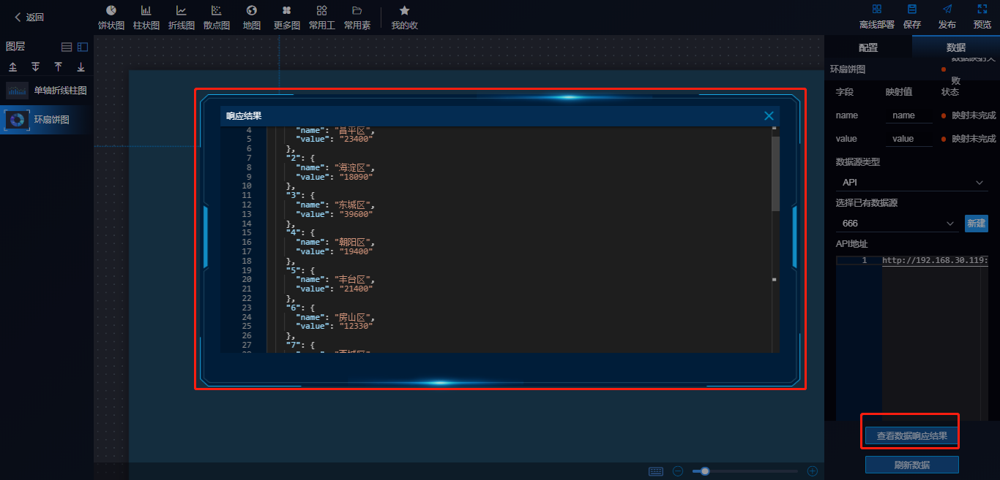 返回
饼状图 柱状图 折线图 散点图 地图 更多图 常用工 常用素 我的收
离线部署 保存 发布 预览
图层
单轴折线柱图
环扇饼图
响应结果
4 "name": "昌平区",
5 "value": "23400"
6 },
7 "2": {
8 "name": "海淀区",
9 "value": "18090"
10 },
11 "3": {
12 "name": "东城区",
13 "value": "39600"
14 },
15 "4": {
16 "name": "朝阳区",
17 "value": "19400"
18 },
19 "5": {
20 "name": "丰台区",
21 "value": "21400"
22 },
23 "6": {
24 "name": "房山区",
25 "value": "12330"
26 },
27 "7": {
配置 数据
环扇饼图
败
字段 映射值 状态
name name 映射未完成
value value 映射未完成
数据源类型
API
选择已有数据源
666 新建
API地址
1 http://192.168.30.119:
查看数据响应结果
刷新数据